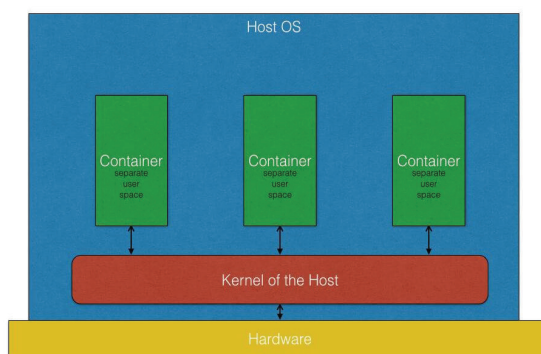 Host OS
Container
separate
user
space
Container
separate
user
space
Container
separate
user
space
Kernel of the Host
Hardware